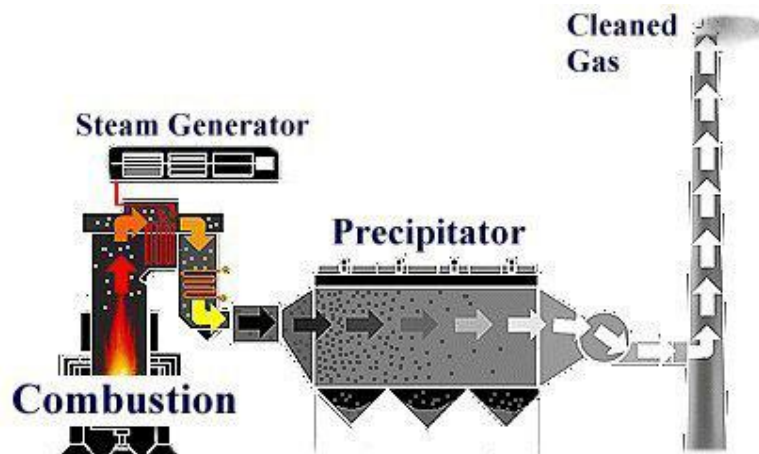 Cleaned
Gas
Steam Generator
Precipitator
Combustion